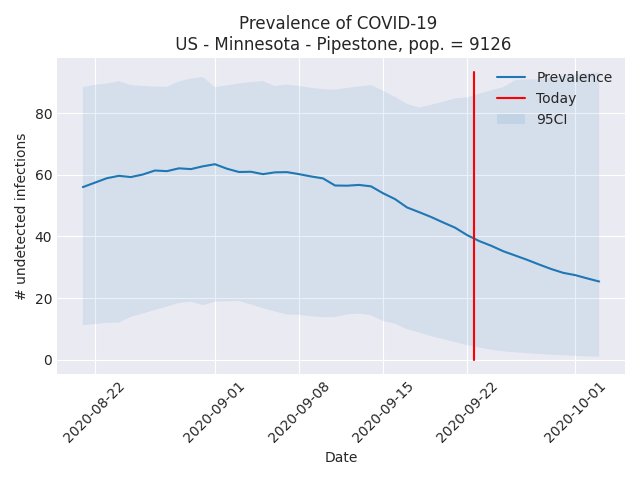 Prevalence of COVID-19
US - Minnesota - Pipestone, pop. = 9126
Prevalence
Today
95CI
# undetected infections
80
60
40
20
0
2020-08-22
2020-09-01
2020-09-08
2020-09-15
2020-09-22
2020-10-01
Date